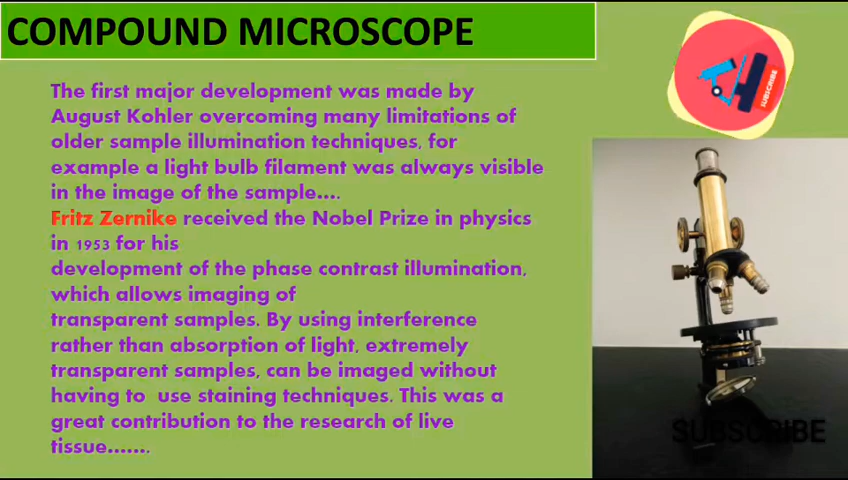 COMPOUND MICROSCOPE
SUBSCRIBE
The first major development was made by
August Kohler overcoming many limitations of
older sample illumination techniques, for
example a light bulb filament was always visible
in the image of the sample....
Fritz Zernike received the Nobel Prize in physics
in 1953 for his
development of the phase contrast illumination,
which allows imaging of
transparent samples. By using interference
rather than absorption of light, extremely
transparent samples, can be imaged without
having to use staining techniques. This was a
great contribution to the research of live
tissue.......
SUBSCRIBE